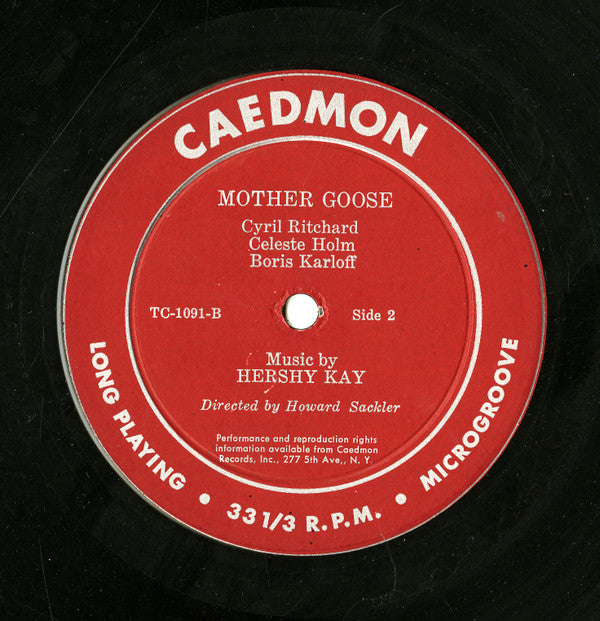 CAEDMON
MOTHER GOOSE
Cyril Ritchard
Celeste Holm
Boris Karloff
TC-1091-B Side 2
Music by
HERSHY KAY
Directed by Howard Sackler
Performance and reproduction rights
information available from Caedmon
Records, Inc., 277 5th Ave,, N. Y.
LONG PLAYING • 33 1/3 R.P.M. • MICROGROOVE